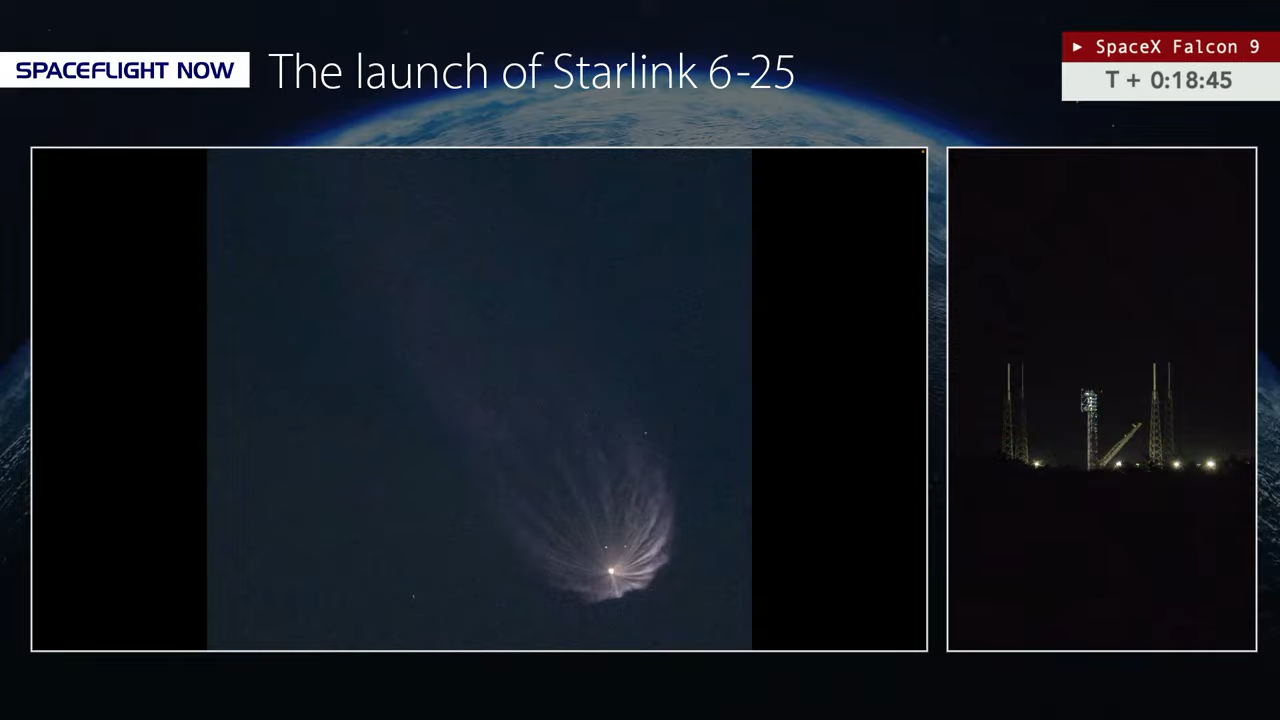 SPACEFLIGHT NOW
The launch of Starlink 6-25
SpaceX Falcon 9
T + 0:18:45